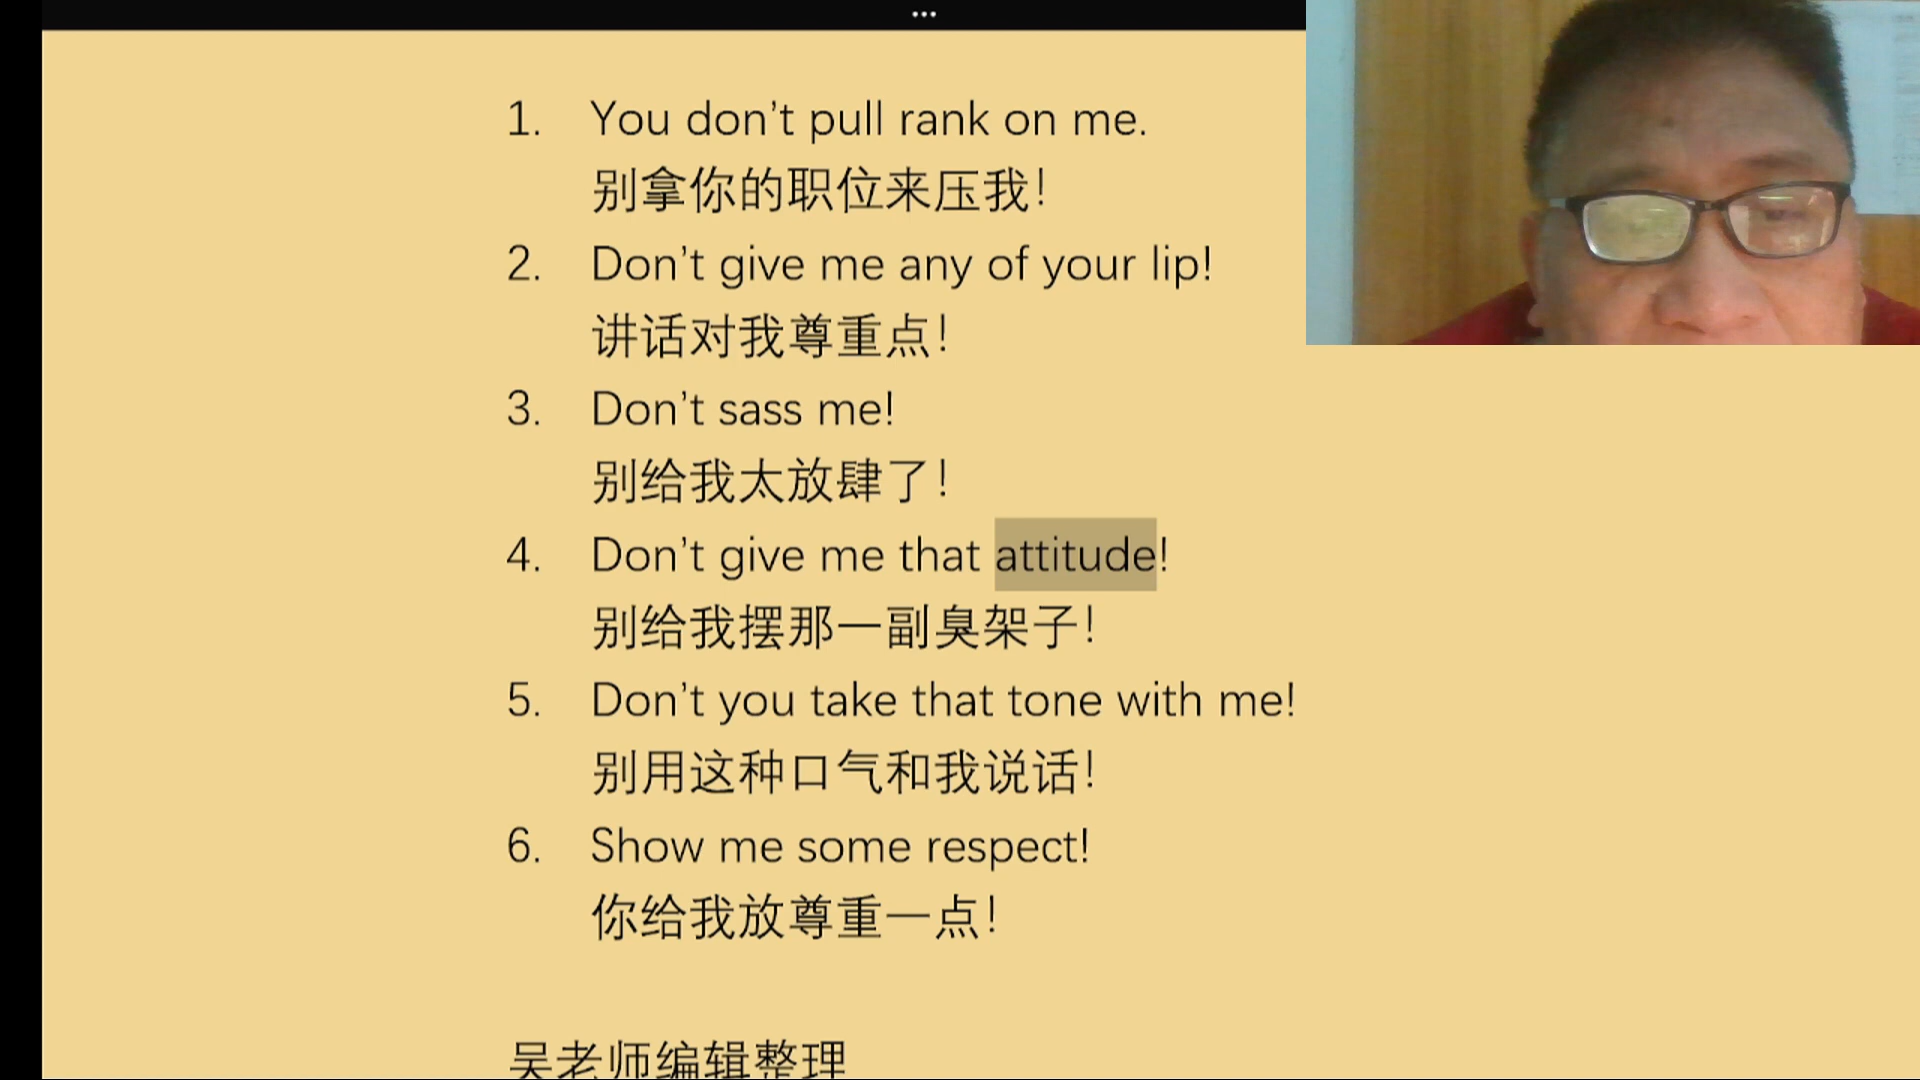 1. You don't pull rank on me.
别拿你的职位来压我!
2. Don't give me any of your lip!
讲话对我尊重点!
3. Don't sass me!
别给我太放肆了!
4. Don't give me that attitude!
别给我摆那一副臭架子!
5. Don't you take that tone with me!
别用这种口气和我说话!
6. Show me some respect!
你给我放尊重一点!
吴老师编辑整理